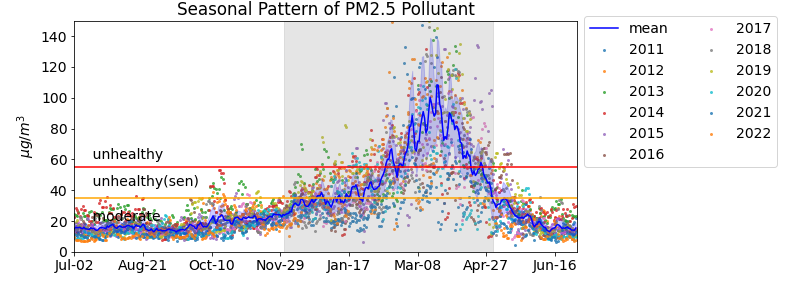 Seasonal Pattern of PM2.5 Pollutant
μg/m³
140
120
100
80
60
40
20
0
unhealthy
unhealthy(sen)
moderate
Jul-02 Aug-21 Oct-10 Nov-29 Jan-17 Mar-08 Apr-27 Jun-16
mean 2017
2011 2018
2012 2019
2013 2020
2014 2021
2015 2022
2016